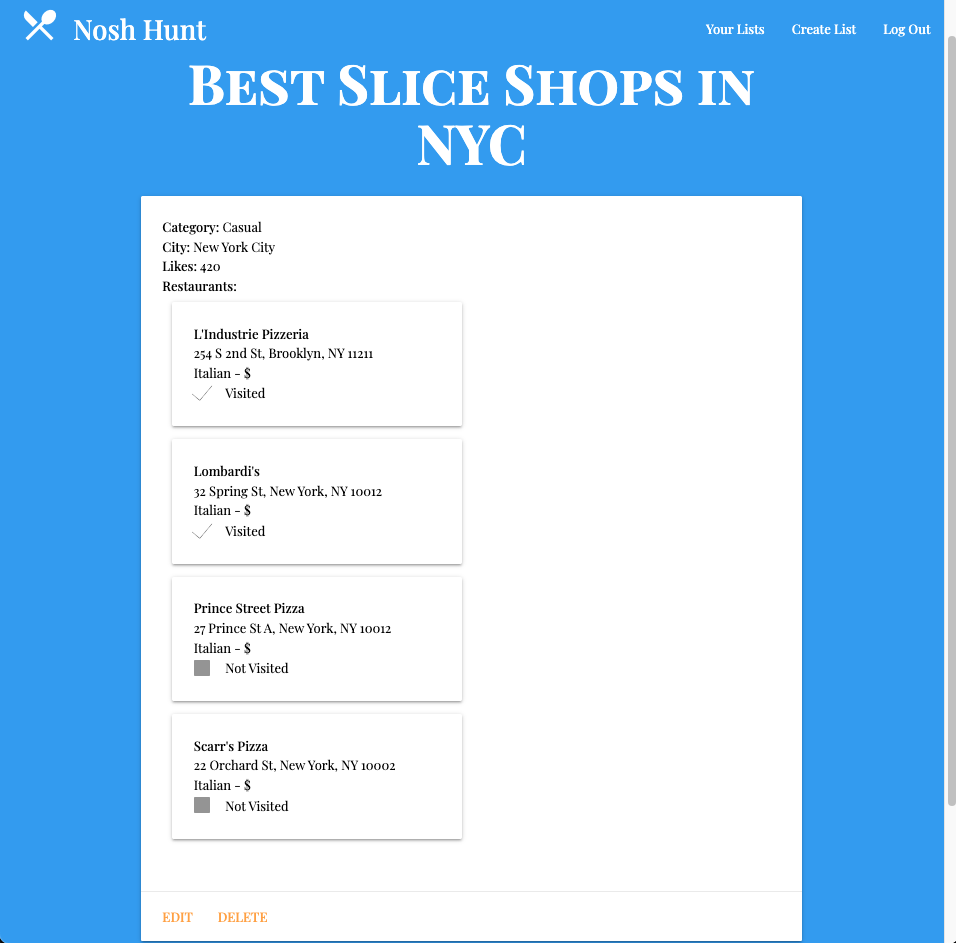 Nosh Hunt
Your Lists Create List Log Out
Best Slice Shops in
NYC
Category: Casual
City: New York City
Likes: 420
Restaurants:
L'Industrie Pizzeria
254 S 2nd St, Brooklyn, NY 11211
Italian - $
Visited
Lombardi's
32 Spring St, New York, NY 10012
Italian - $
Visited
Prince Street Pizza
27 Prince St A, New York, NY 10012
Italian - $
Not Visited
Scarr's Pizza
22 Orchard St, New York, NY 10002
Italian - $
Not Visited
EDIT DELETE